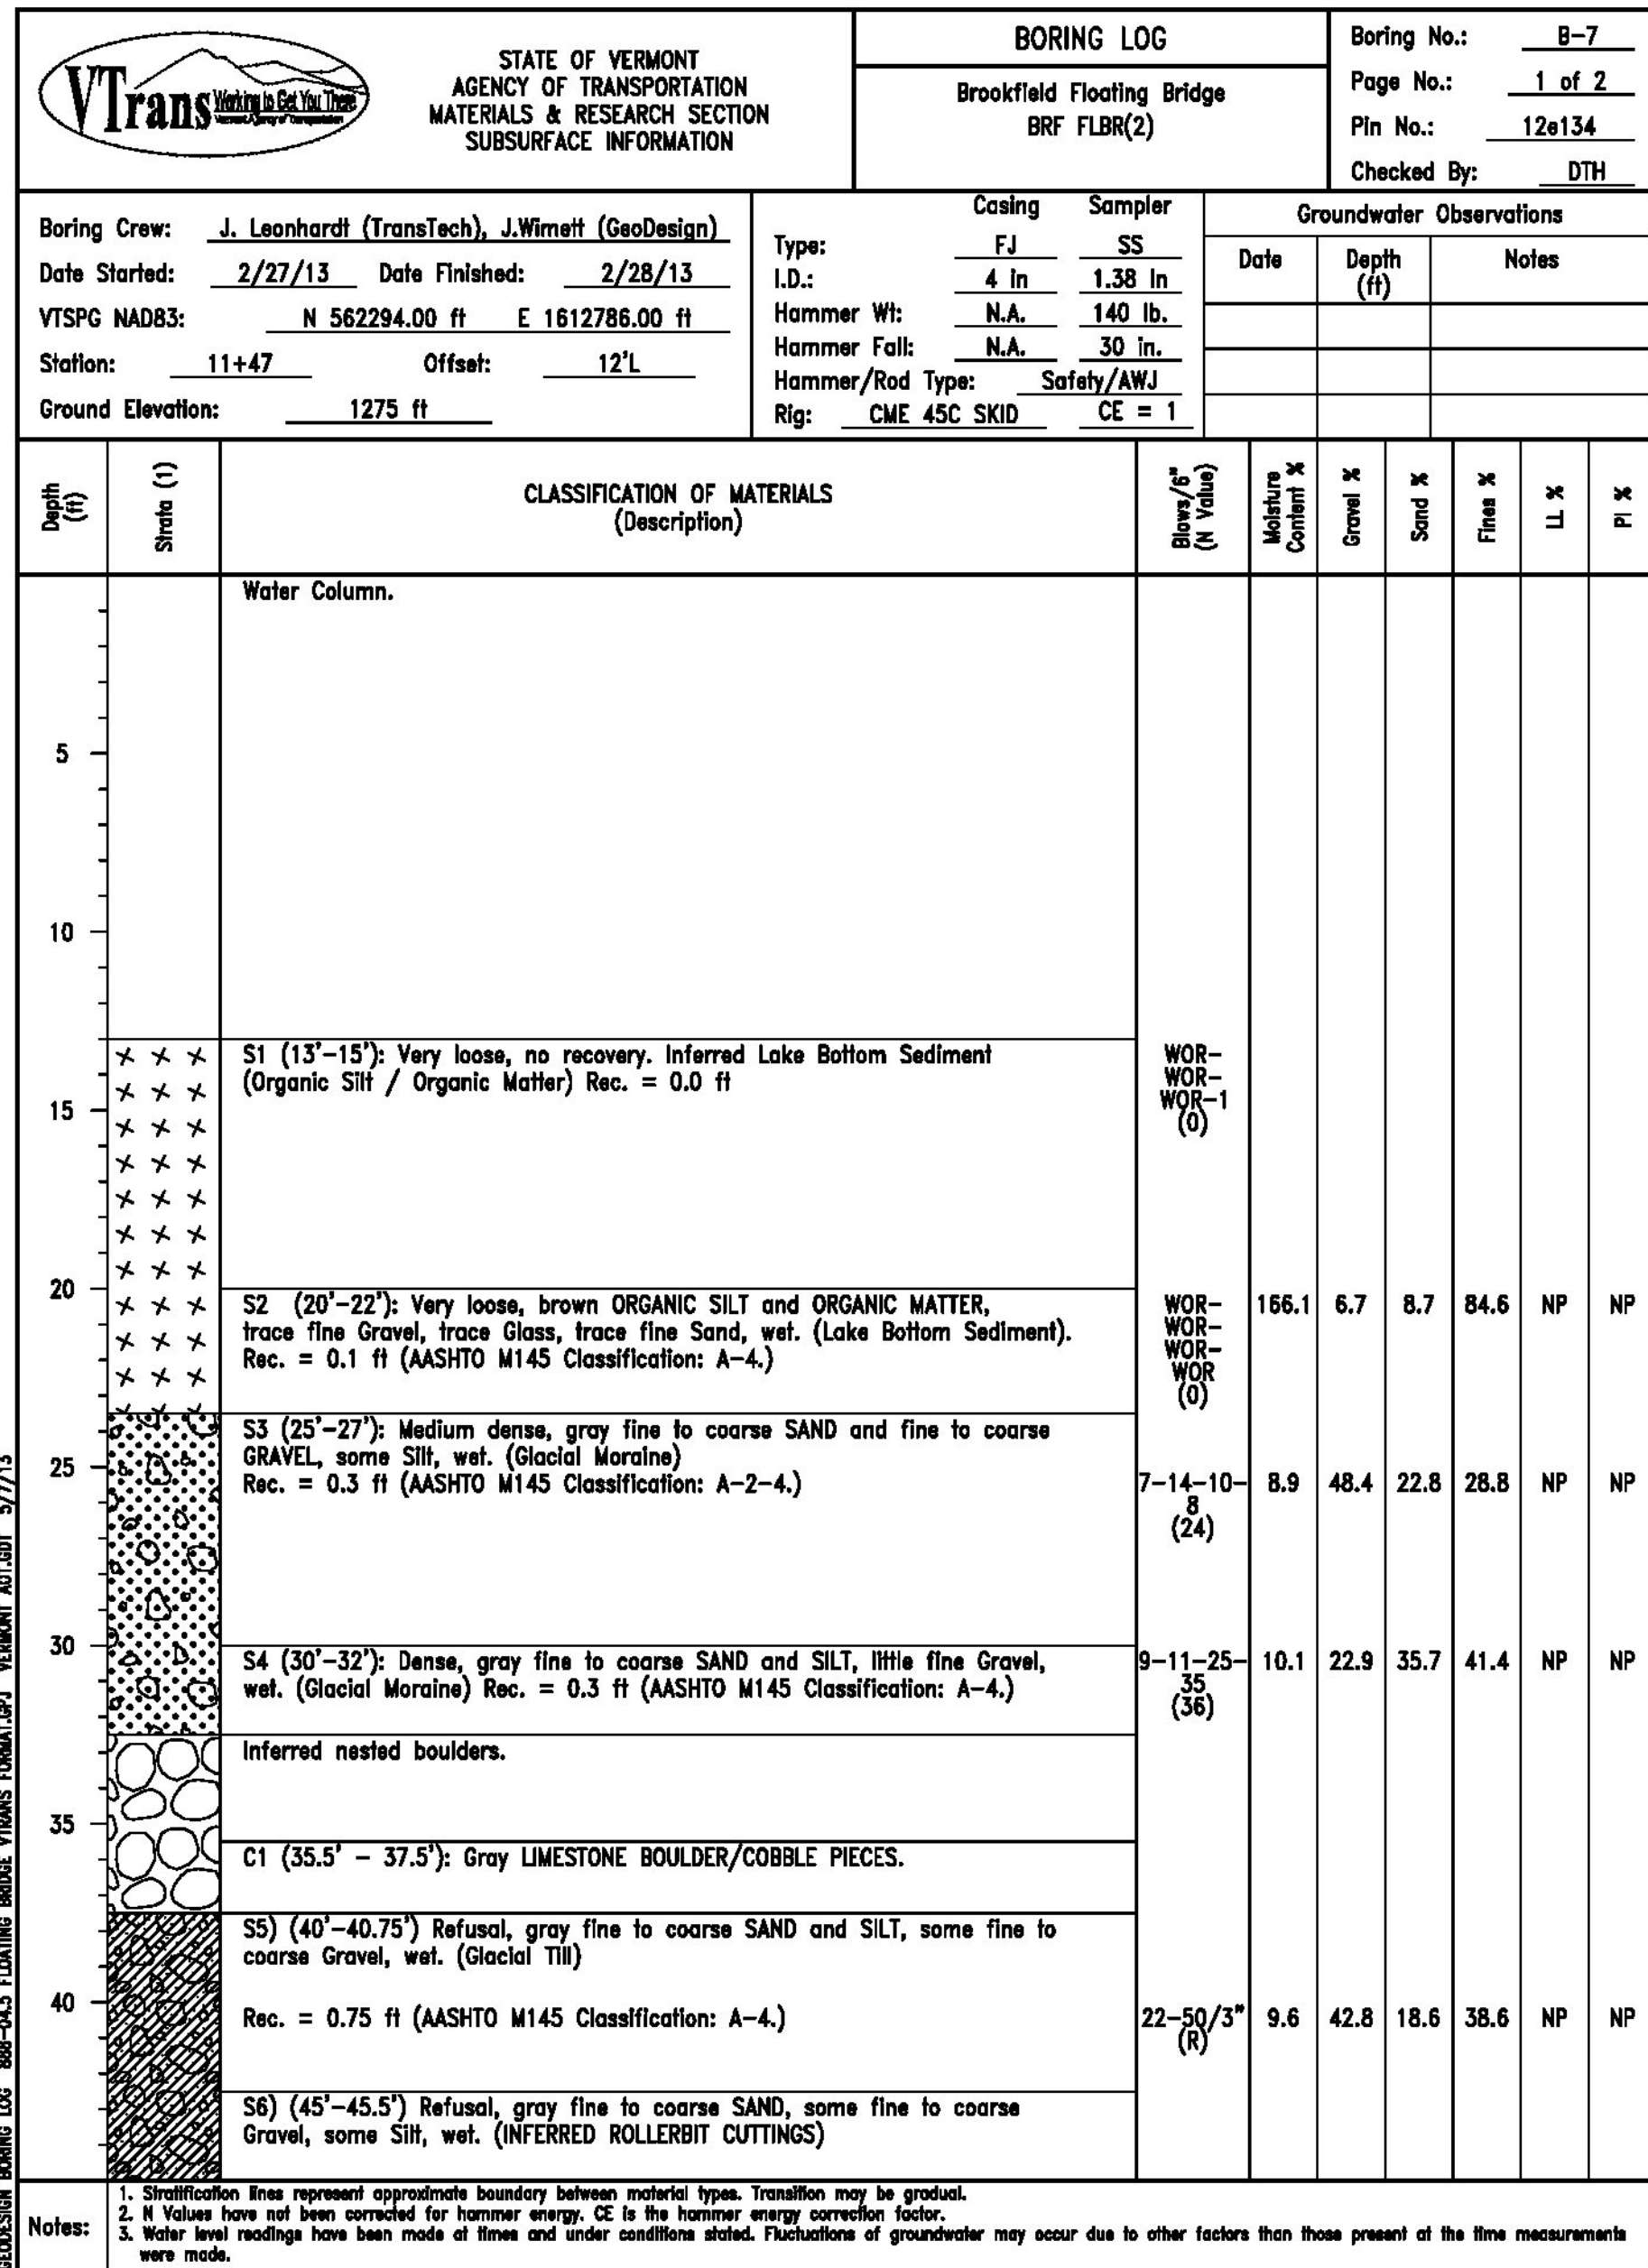 VTrans Working to Get You There
Vermont Agency of Transportation
STATE OF VERMONT
AGENCY OF TRANSPORTATION
MATERIALS & RESEARCH SECTION
SUBSURFACE INFORMATION
BORING LOG
Brookfield Floating Bridge
BRF FLBR(2)
Boring No.: B-7
Page No.: 1 of 2
Pin No.: 12e134
Checked By: DTH
Boring Crew: J. Leonhardt (TransTech), J.Wimett (GeoDesign)
Date Started: 2/27/13 Date Finished: 2/28/13
VTSPG NAD83: N 562294.00 ft E 1612786.00 ft
Station: 11+47 Offset: 12'L
Ground Elevation: 1275 ft
Casing Sampler
Type: FJ SS
I.D.: 4 in 1.38 in
Hammer Wt: N.A. 140 lb.
Hammer Fall: N.A. 30 in.
Hammer/Rod Type: Safety/AWJ
Rig: CME 45C SKID CE = 1
Groundwater Observations
Date Depth (ft) Notes
Depth (ft)
Strata (1)
CLASSIFICATION OF MATERIALS
(Description)
Blows/6"
(N Value)
Moisture
Content %
Gravel %
Sand %
Fines %
LL %
PI %
Water Column.
5
10
S1 (13'-15'): Very loose, no recovery. Inferred Lake Bottom Sediment
(Organic Silt / Organic Matter) Rec. = 0.0 ft
WOR-
WOR-
WOR-1
(0)
15
20
S2 (20'-22'): Very loose, brown ORGANIC SILT and ORGANIC MATTER,
trace fine Gravel, trace Glass, trace fine Sand, wet. (Lake Bottom Sediment).
Rec. = 0.1 ft (AASHTO M145 Classification: A-4.)
WOR-
WOR-
WOR-
WOR
(0)
166.1 6.7 8.7 84.6 NP NP
S3 (25'-27'): Medium dense, gray fine to coarse SAND and fine to coarse
GRAVEL, some Silt, wet. (Glacial Moraine)
Rec. = 0.3 ft (AASHTO M145 Classification: A-2-4.)
25
7-14-10-
8
(24)
8.9 48.4 22.8 28.8 NP NP
30
S4 (30'-32'): Dense, gray fine to coarse SAND and SILT, little fine Gravel,
wet. (Glacial Moraine) Rec. = 0.3 ft (AASHTO M145 Classification: A-4.)
9-11-25-
35
(36)
10.1 22.9 35.7 41.4 NP NP
Inferred nested boulders.
35
C1 (35.5' - 37.5'): Gray LIMESTONE BOULDER/COBBLE PIECES.
S5) (40'-40.75') Refusal, gray fine to coarse SAND and SILT, some fine to
coarse Gravel, wet. (Glacial Till)
40
Rec. = 0.75 ft (AASHTO M145 Classification: A-4.)
22-50/3"
(R)
9.6 42.8 18.6 38.6 NP NP
S6) (45'-45.5') Refusal, gray fine to coarse SAND, some fine to coarse
Gravel, some Silt, wet. (INFERRED ROLLERBIT CUTTINGS)
Notes:
1. Stratification lines represent approximate boundary between material types. Transition may be gradual.
2. N Values have not been corrected for hammer energy. CE is the hammer energy correction factor.
3. Water level readings have been made at times and under conditions stated. Fluctuations of groundwater may occur due to other factors than those present at the time measurements
were made.
GEODESIGN BORING LOG 888-04.5 FLOATING BRIDGE VTRANS FORMAT.GPJ VERMONT AOT.GDT 5/7/13